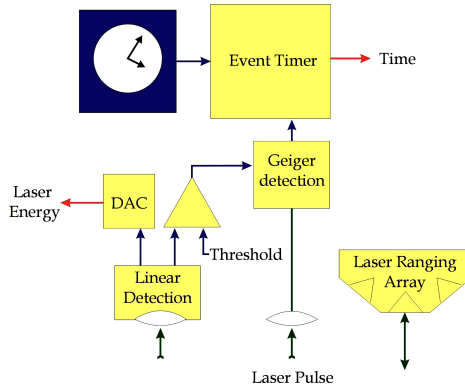 Event Timer
Time
Geiger
detection
Laser
Energy
DAC
Threshold
Linear
Detection
Laser Ranging
Array
Laser Pulse